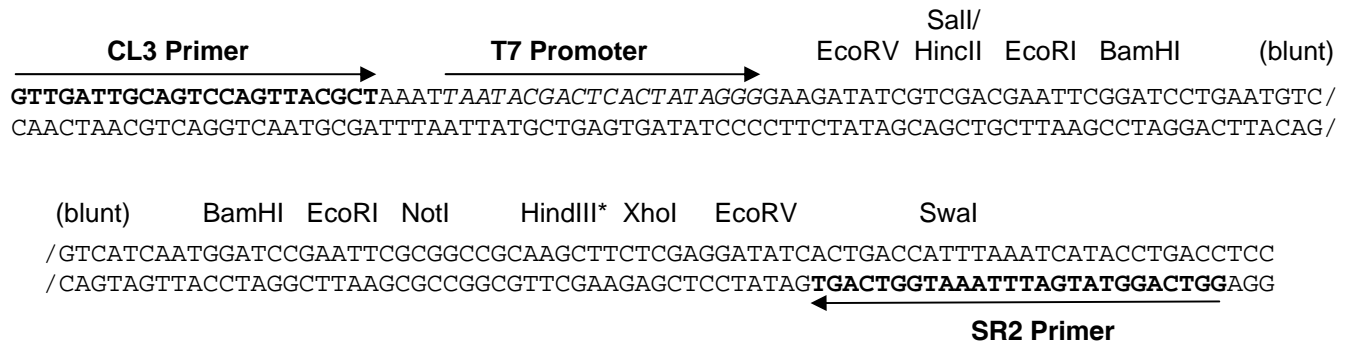 SalI/
CL3 Primer T7 Promoter EcoRV HincII EcoRI BamHI (blunt)
GTTGATTGCAGTCCAGTTACGCTAAATTAATACGACTCACTATAGGGGAAGATATCGTCGACGAATTCGGATCCTGAATGTC/
CAACTAACGTCAGGTCAATGCGATTTAATTATGCTGAGTGATATCCCCTTCTATAGCAGCTGCTTAAGCCTAGGACTTACAG/
(blunt) BamHI EcoRI NotI HindIII* XhoI EcoRV SwaI
/GTCATCAATGGATCCGAATTCGCGGCCGCAAGCTTCTCGAGGATATCACTGACCATTTAAATCATACCTGACCTCC
/CAGTAGTTACCTAGGCTTAAGCGCCGGCGTTCGAAGAGCTCCTATAGTGACTGGTAAATTTAGTATGGACTGGAGG
SR2 Primer